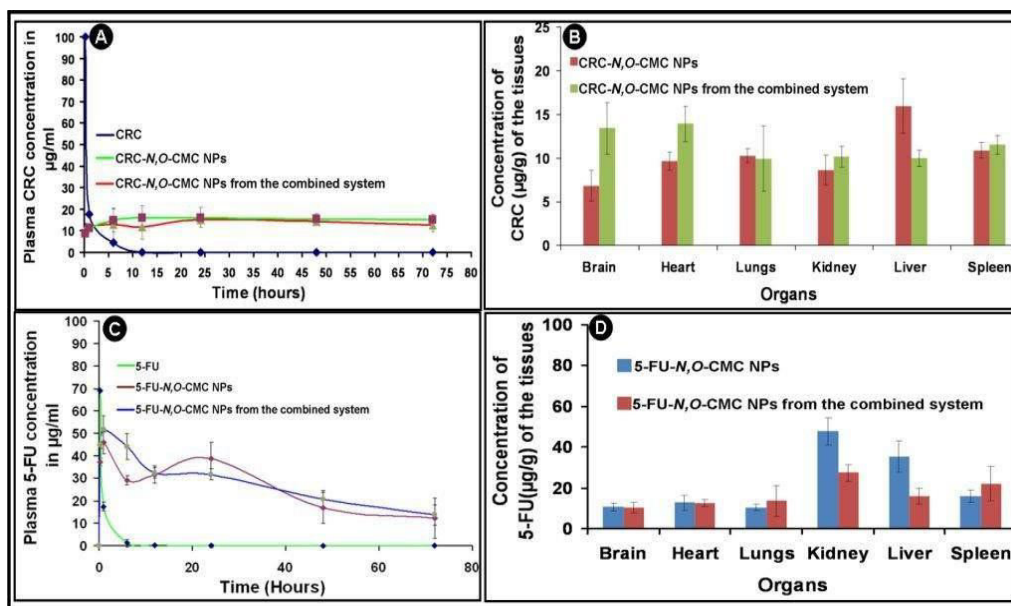 A
Plasma CRC concentration in
µg/ml
100
90
80
70
60
50
40
30
20
10
0
CRC
CRC-N,O-CMC NPs
CRC-N,O-CMC NPs from the combined system
0 5 10 15 20 25 30 35 40 45 50 55 60 65 70 75 80
Time (hours)
B
Concentration of
CRC (µg/g) of the tissues
25
20
15
10
5
0
CRC-N,O-CMC NPs
CRC-N,O-CMC NPs from the combined system
Brain Heart Lungs Kidney Liver Spleen
Organs
C
Plasma 5-FU concentration
in µg/ml
100
90
80
70
60
50
40
30
20
10
0
5-FU
5-FU-N,O-CMC NPs
5-FU-N,O-CMC NPs from the combined system
0 20 40 60 80
Time (Hours)
D
Concentration of
5-FU(µg/g) of the tissues
100
80
60
40
20
0
5-FU-N,O-CMC NPs
5-FU-N,O-CMC NPs from the combined system
Brain Heart Lungs Kidney Liver Spleen
Organs